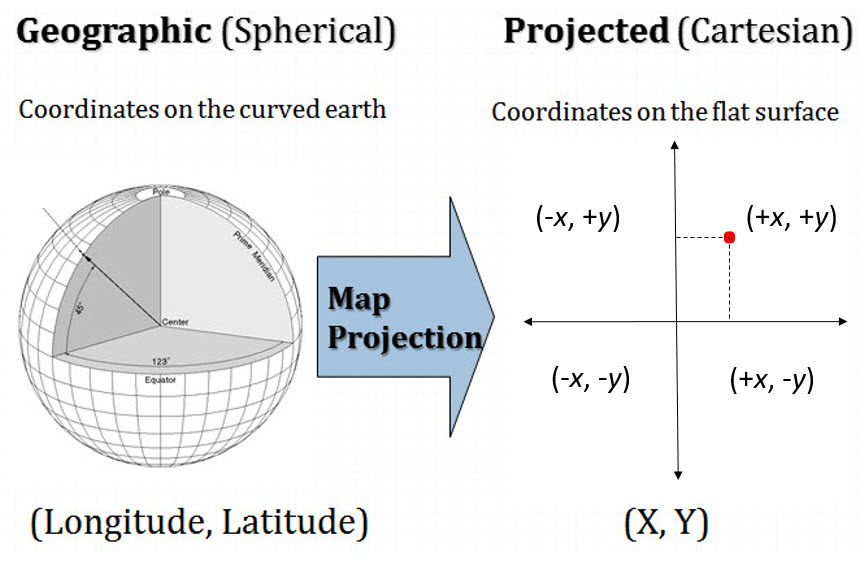 Geographic (Spherical)
Coordinates on the curved earth
Pole
Prime Meridian
45°
Center
123°
Equator
(Longitude, Latitude)
Map
Projection
Projected (Cartesian)
Coordinates on the flat surface
(-x, +y)
(+x, +y)
(-x, -y)
(+x, -y)
(X, Y)